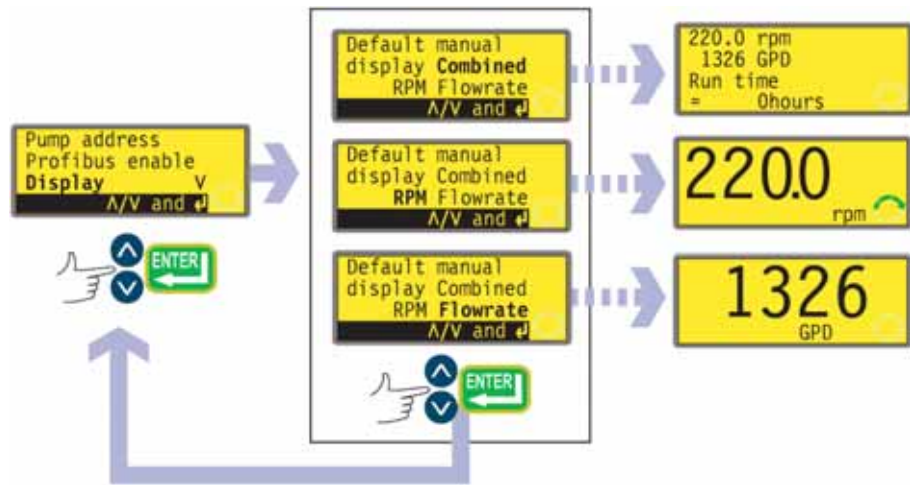 Pump address
Profibus enable
Display V
Λ/V and ↲
ENTER
Default manual
display Combined
RPM Flowrate
Λ/V and ↲
Default manual
display Combined
RPM Flowrate
Λ/V and ↲
Default manual
display Combined
RPM Flowrate
Λ/V and ↲
ENTER
220.0 rpm
1326 GPD
Run time
= 0hours
220.0
rpm
1326
GPD